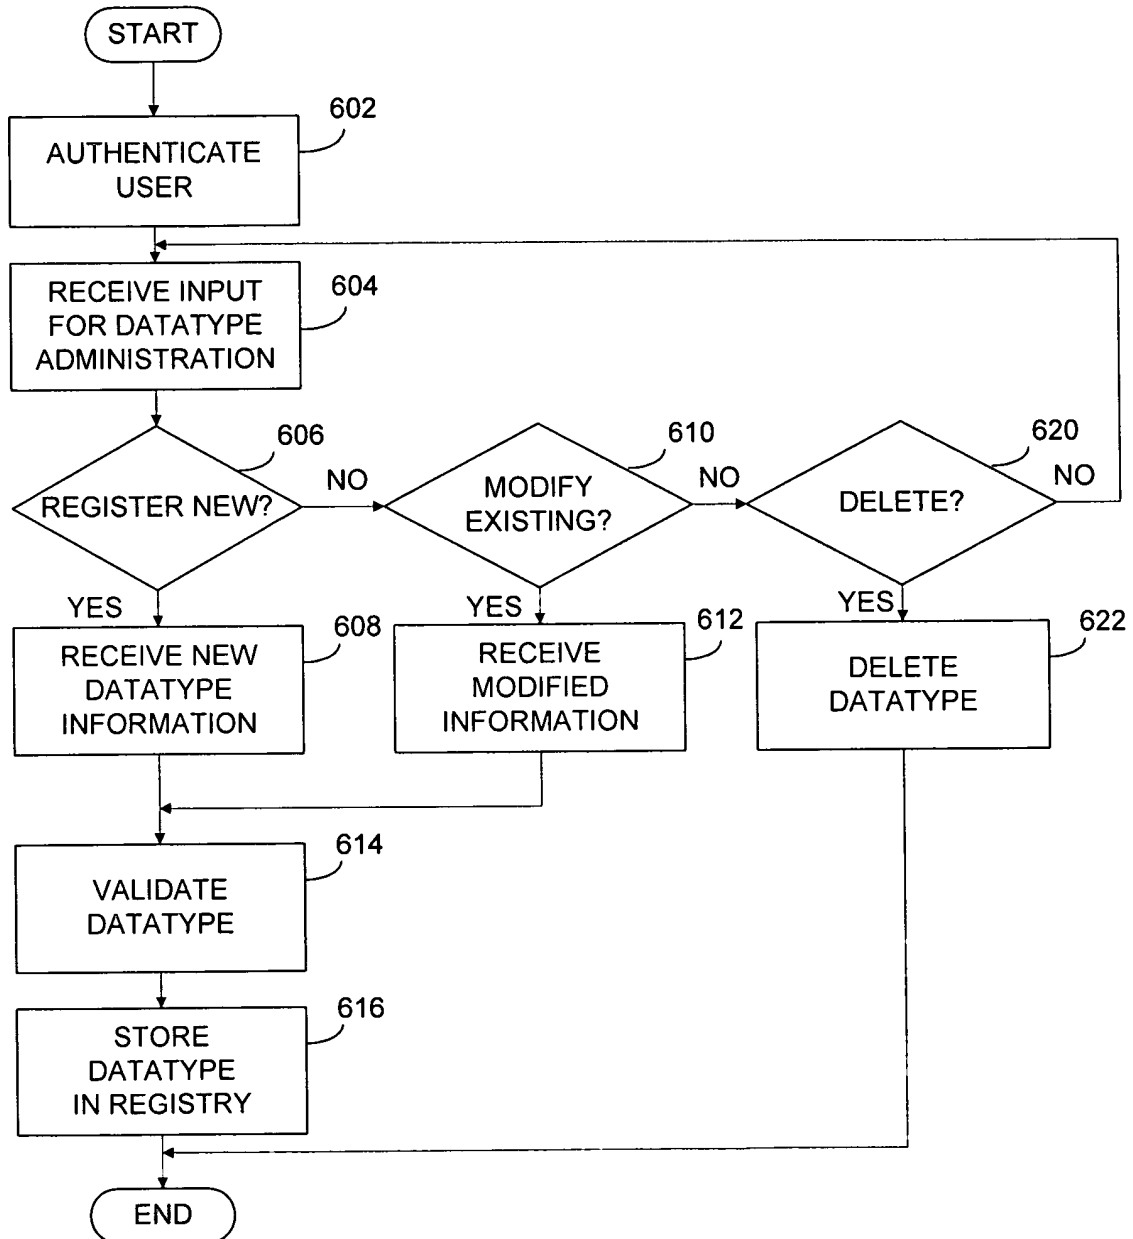 START
602
AUTHENTICATE
USER
604
RECEIVE INPUT
FOR DATATYPE
ADMINISTRATION
606
REGISTER NEW?
NO
610
MODIFY
EXISTING?
NO
620
DELETE?
NO
YES
608
RECEIVE NEW
DATATYPE
INFORMATION
YES
612
RECEIVE
MODIFIED
INFORMATION
YES
622
DELETE
DATATYPE
614
VALIDATE
DATATYPE
616
STORE
DATATYPE
IN REGISTRY
END